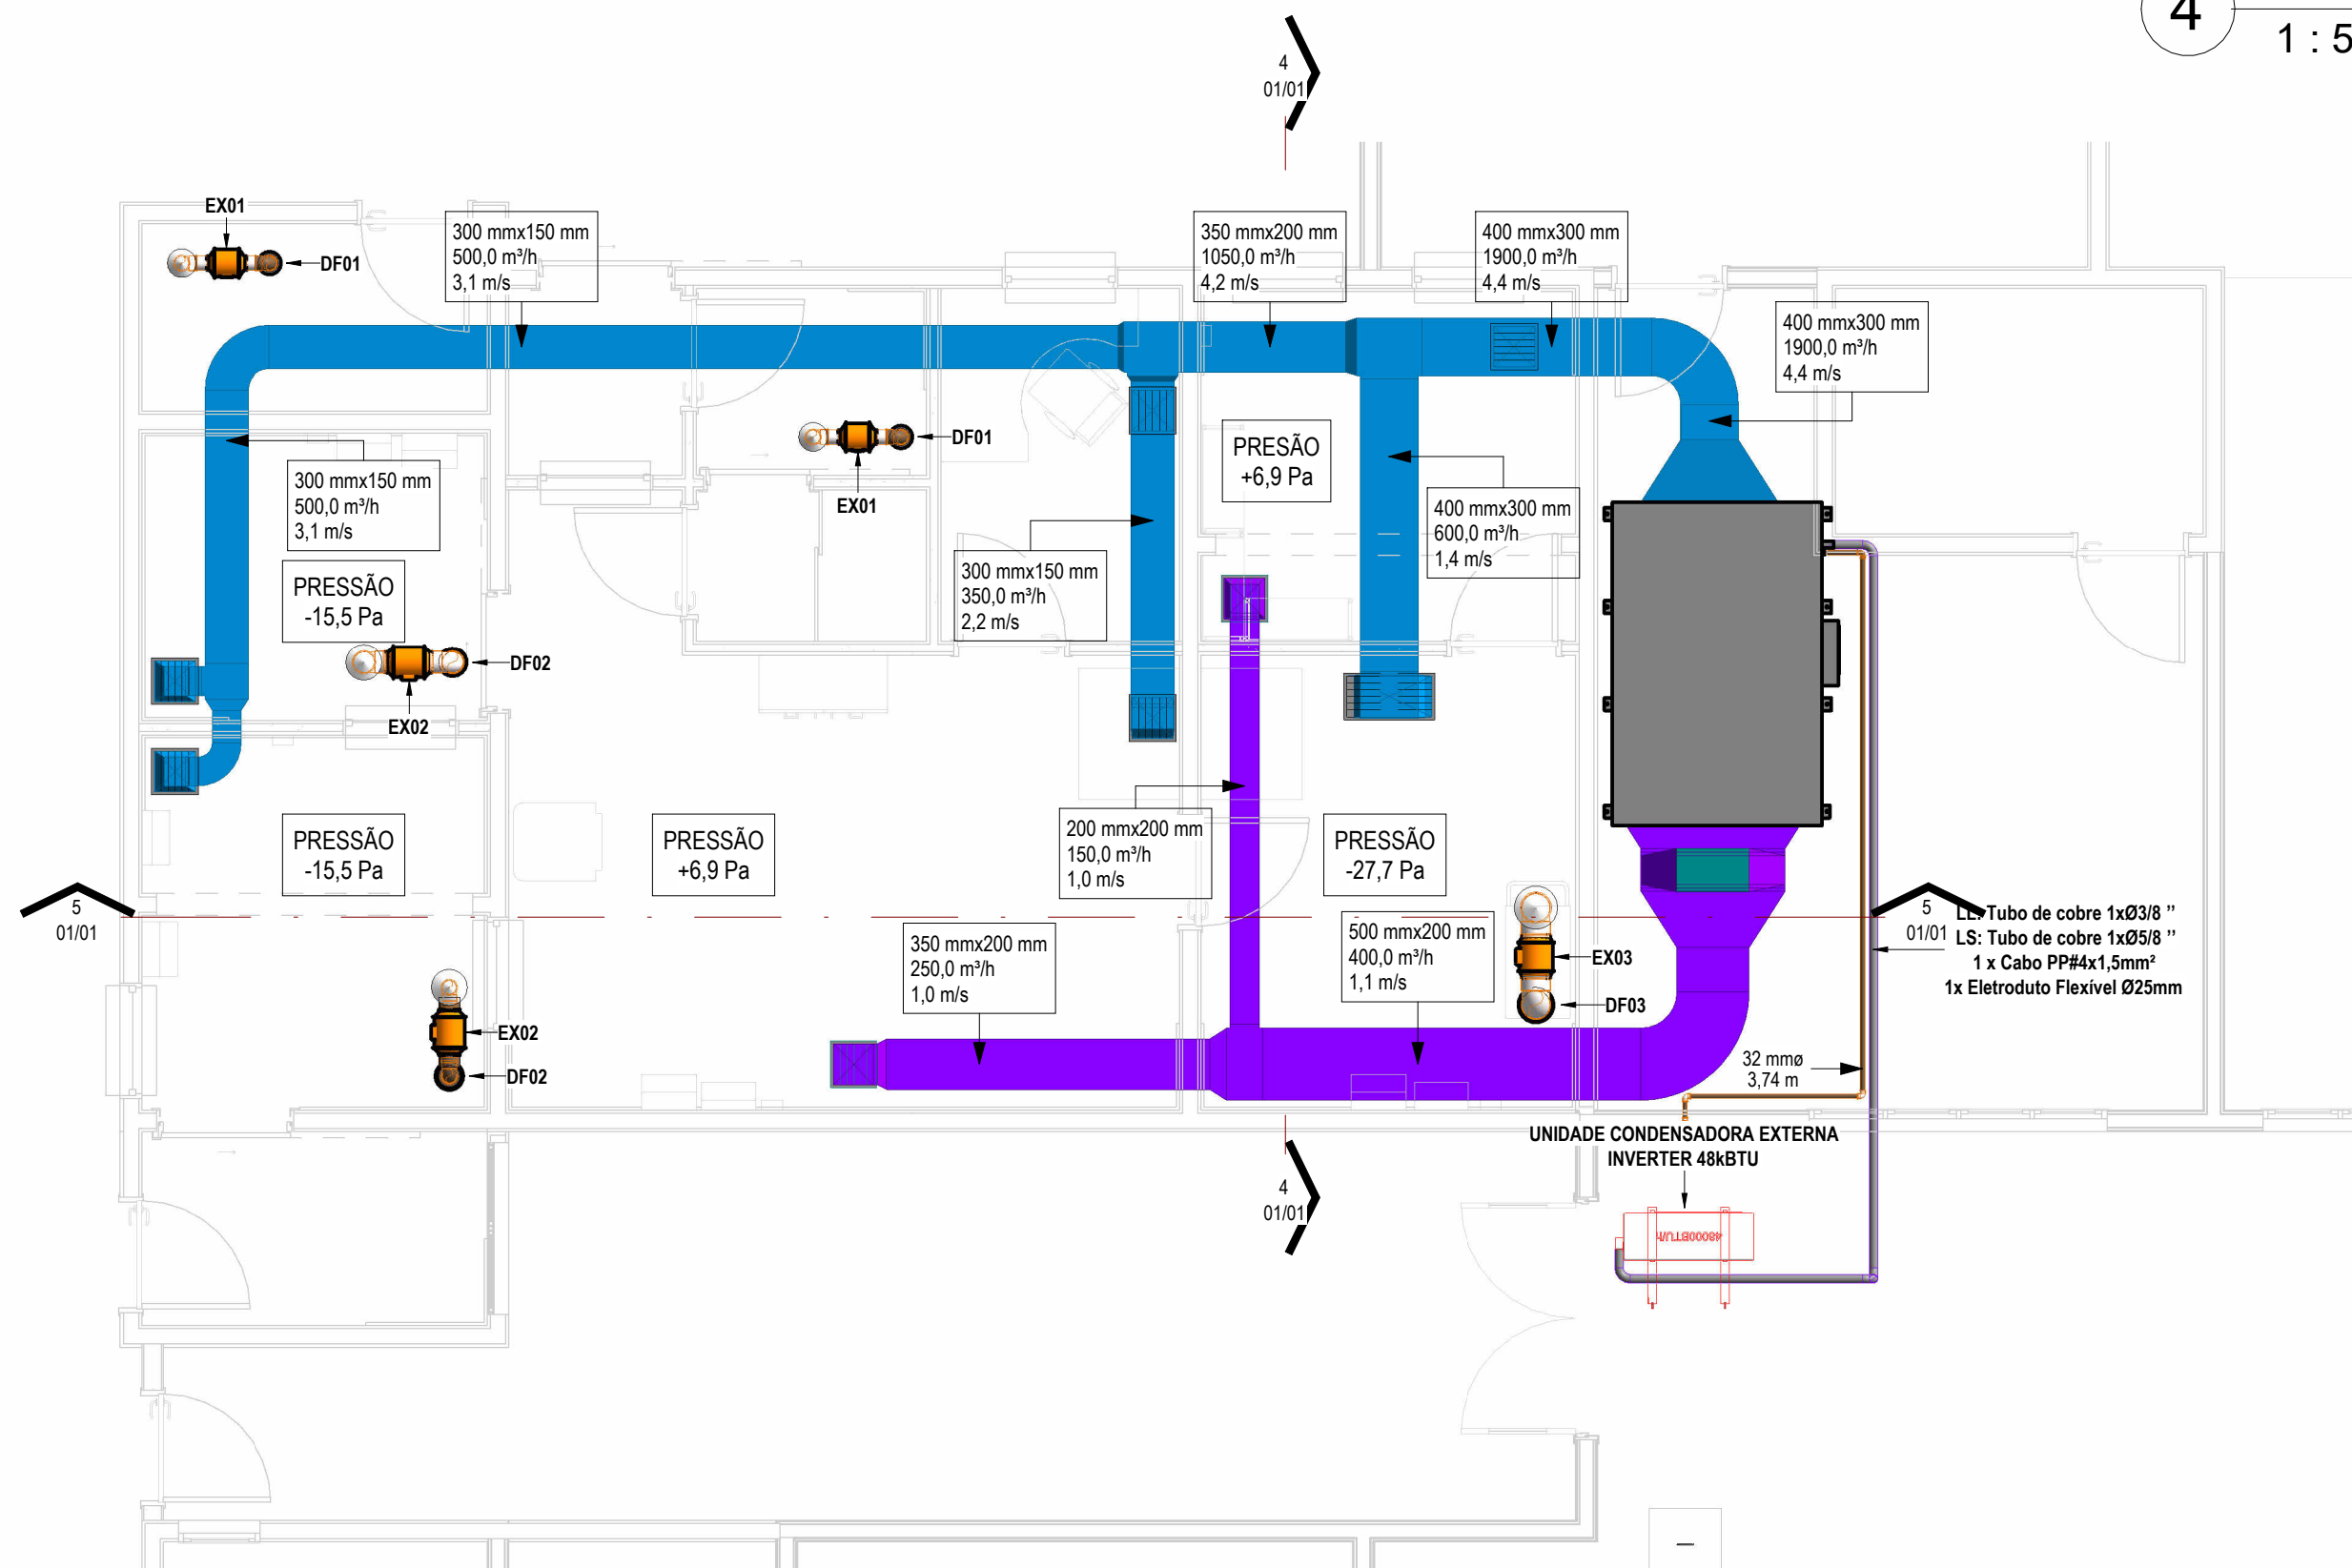 4
1 : 5
4
01/01
EX01
DF01
300 mmx150 mm
500,0 m³/h
3,1 m/s
350 mmx200 mm
1050,0 m³/h
4,2 m/s
400 mmx300 mm
1900,0 m³/h
4,4 m/s
400 mmx300 mm
1900,0 m³/h
4,4 m/s
DF01
EX01
PRESÃO
+6,9 Pa
300 mmx150 mm
500,0 m³/h
3,1 m/s
400 mmx300 mm
600,0 m³/h
1,4 m/s
300 mmx150 mm
350,0 m³/h
2,2 m/s
PRESSÃO
-15,5 Pa
DF02
EX02
PRESSÃO
-15,5 Pa
PRESSÃO
+6,9 Pa
200 mmx200 mm
150,0 m³/h
1,0 m/s
PRESSÃO
-27,7 Pa
5
01/01
350 mmx200 mm
250,0 m³/h
1,0 m/s
500 mmx200 mm
400,0 m³/h
1,1 m/s
EX03
DF03
5
01/01
LL: Tubo de cobre 1xØ3/8 ’’
LS: Tubo de cobre 1xØ5/8 ’’
1 x Cabo PP#4x1,5mm²
1x Eletroduto Flexível Ø25mm
EX02
DF02
32 mmø
3,74 m
UNIDADE CONDENSADORA EXTERNA
INVERTER 48kBTU
4
01/01
48000BTU/h